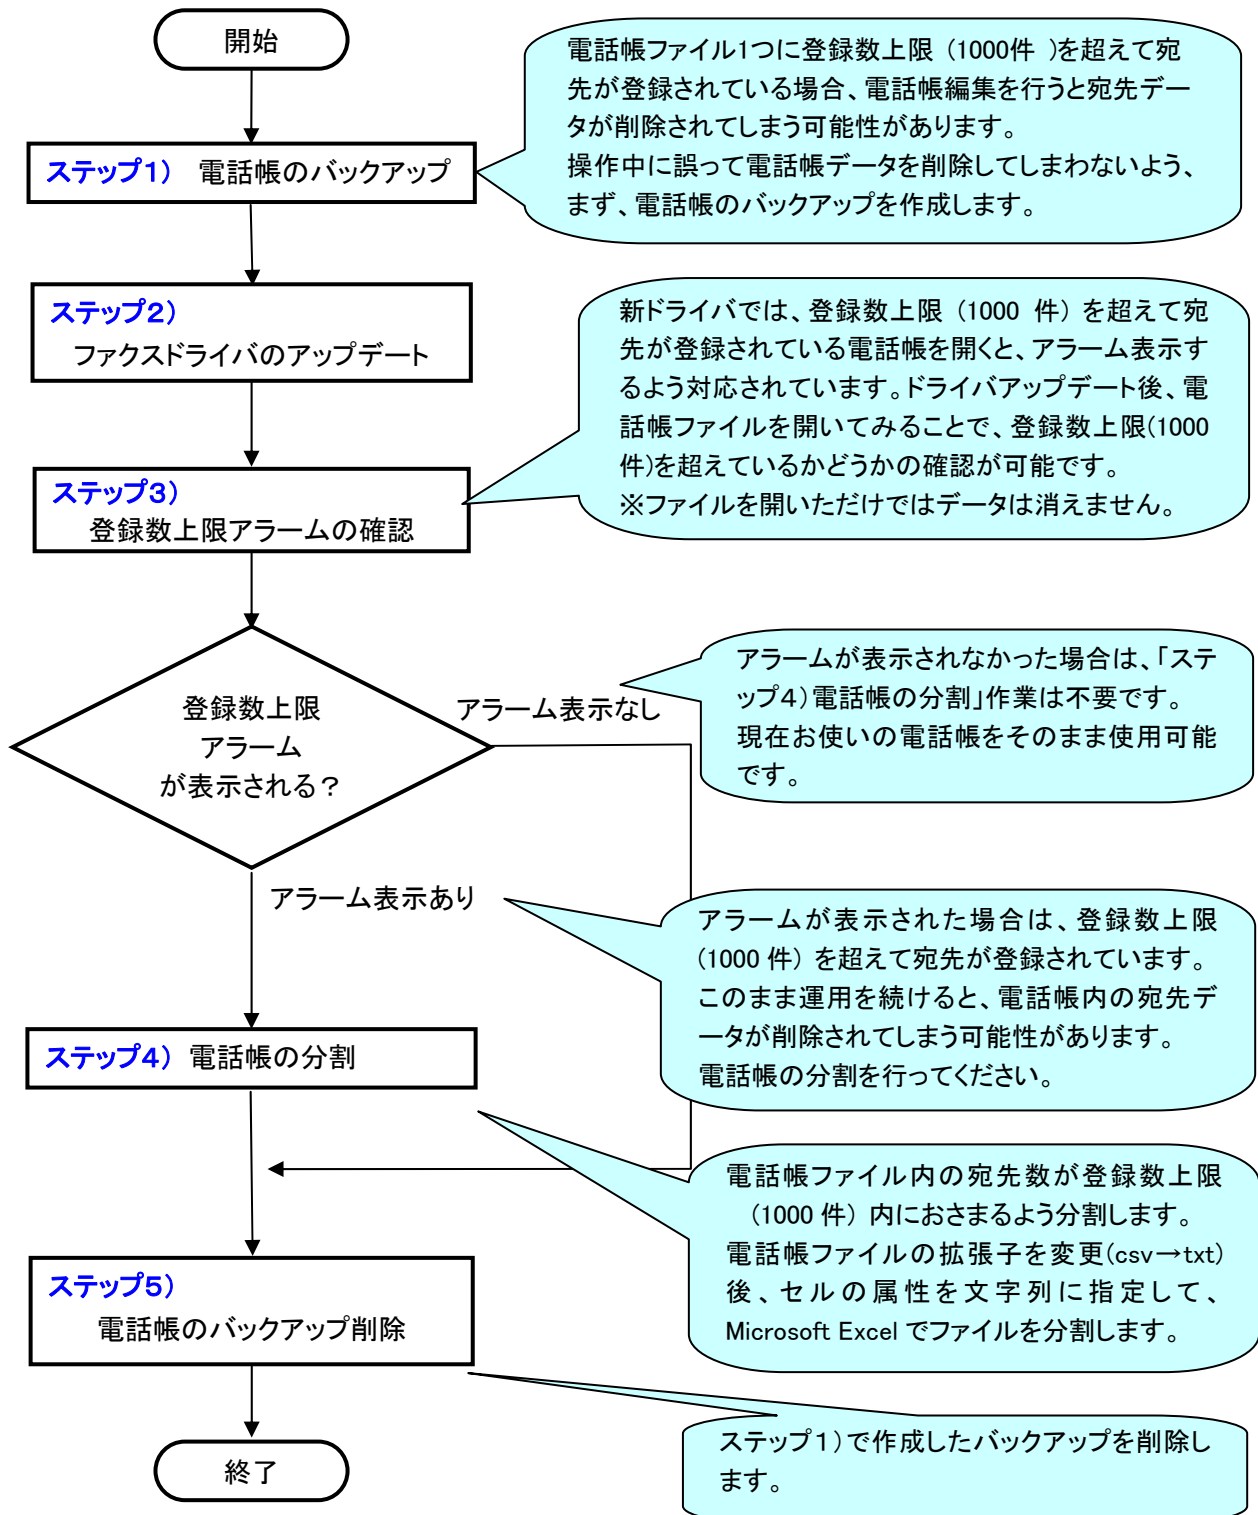 開始
電話帳ファイル1つに登録数上限（1000件 )を超えて宛
先が登録されている場合、電話帳編集を行うと宛先デー
タが削除されてしまう可能性があります。
操作中に誤って電話帳データを削除してしまわないよう、
まず、電話帳のバックアップを作成します。
ステップ1） 電話帳のバックアップ
ステップ2）
ファクスドライバのアップデート
新ドライバでは、登録数上限（1000 件）を超えて宛
先が登録されている電話帳を開くと、アラーム表示す
るよう対応されています。ドライバアップデート後、電
話帳ファイルを開いてみることで、登録数上限(1000
件)を超えているかどうかの確認が可能です。
※ファイルを開いただけではデータは消えません。
ステップ3）
登録数上限アラームの確認
登録数上限
アラーム
が表示される？
アラーム表示なし
アラームが表示されなかった場合は、「ステ
ップ4）電話帳の分割」作業は不要です。
現在お使いの電話帳をそのまま使用可能
です。
アラーム表示あり
アラームが表示された場合は、登録数上限
（1000 件）を超えて宛先が登録されています。
このまま運用を続けると、電話帳内の宛先デ
ータが削除されてしまう可能性があります。
電話帳の分割を行ってください。
ステップ4） 電話帳の分割
電話帳ファイル内の宛先数が登録数上限
（1000 件）内におさまるよう分割します。
電話帳ファイルの拡張子を変更(csv→txt)
後、セルの属性を文字列に指定して、
Microsoft Excel でファイルを分割します。
ステップ5）
電話帳のバックアップ削除
ステップ1）で作成したバックアップを削除し
ます。
終了